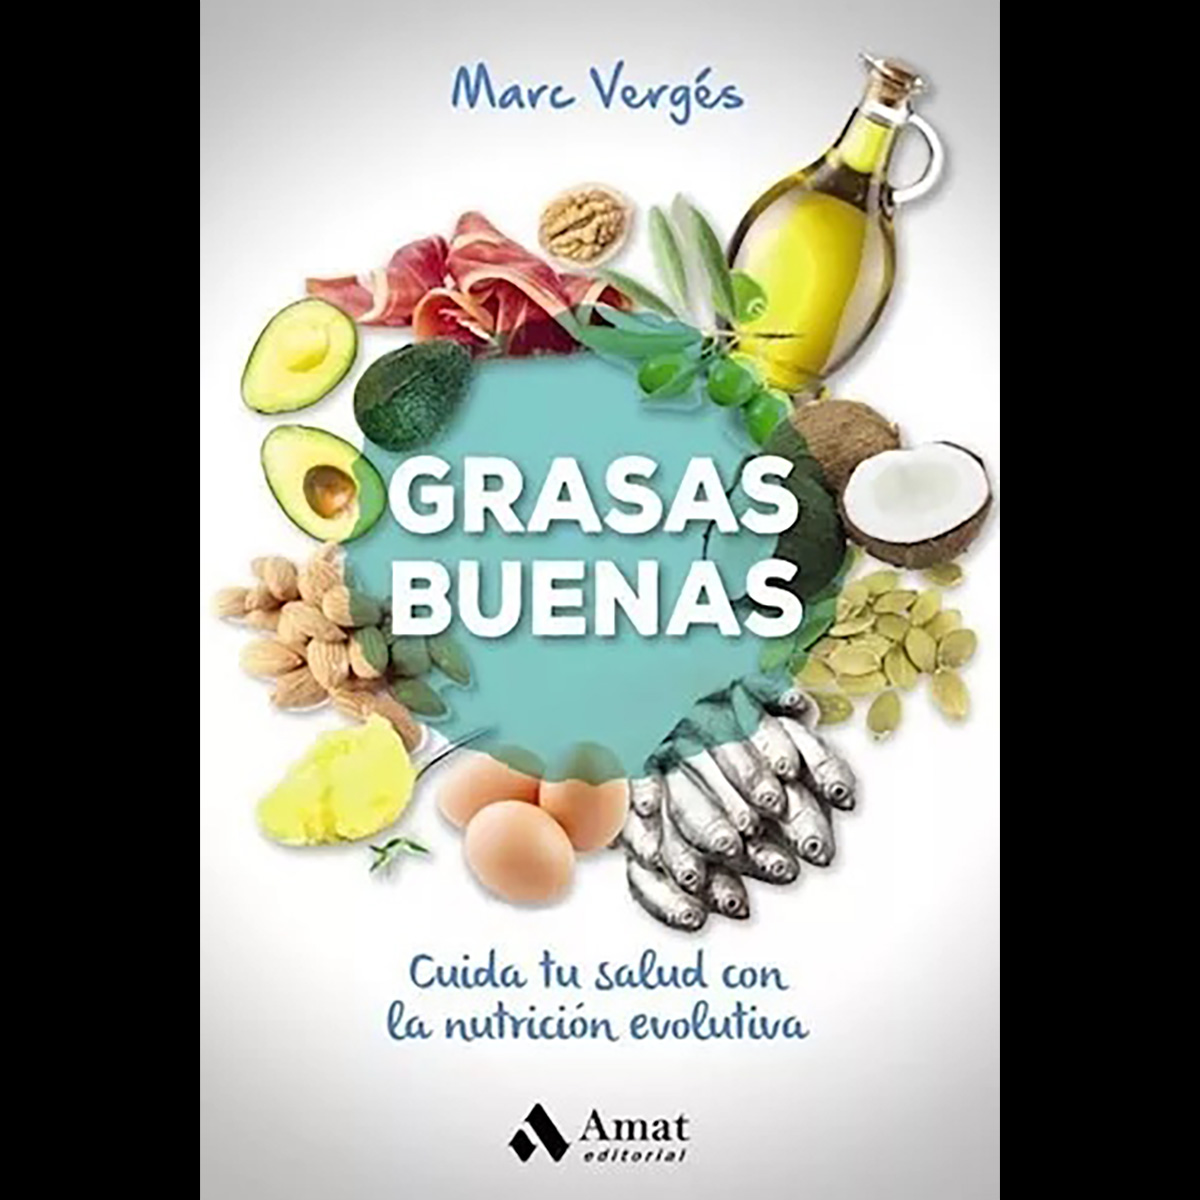 Marc Vergés
GRASAS
BUENAS
Cuida tu salud con
la nutrición evolutiva
Amat
editorial